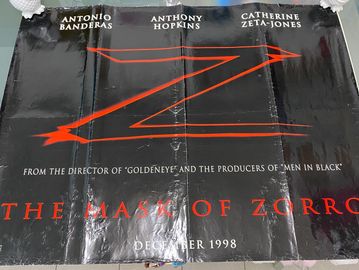 ANTONIO ANTHONY CATHERINE
BANDERAS HOPKINS ZETA-JONES
Z
FROM THE DIRECTOR OF "GOLDENEYE" AND THE PRODUCERS OF "MEN IN BLACK"
THE MASK OF ZORRO
DECEMBER 1998